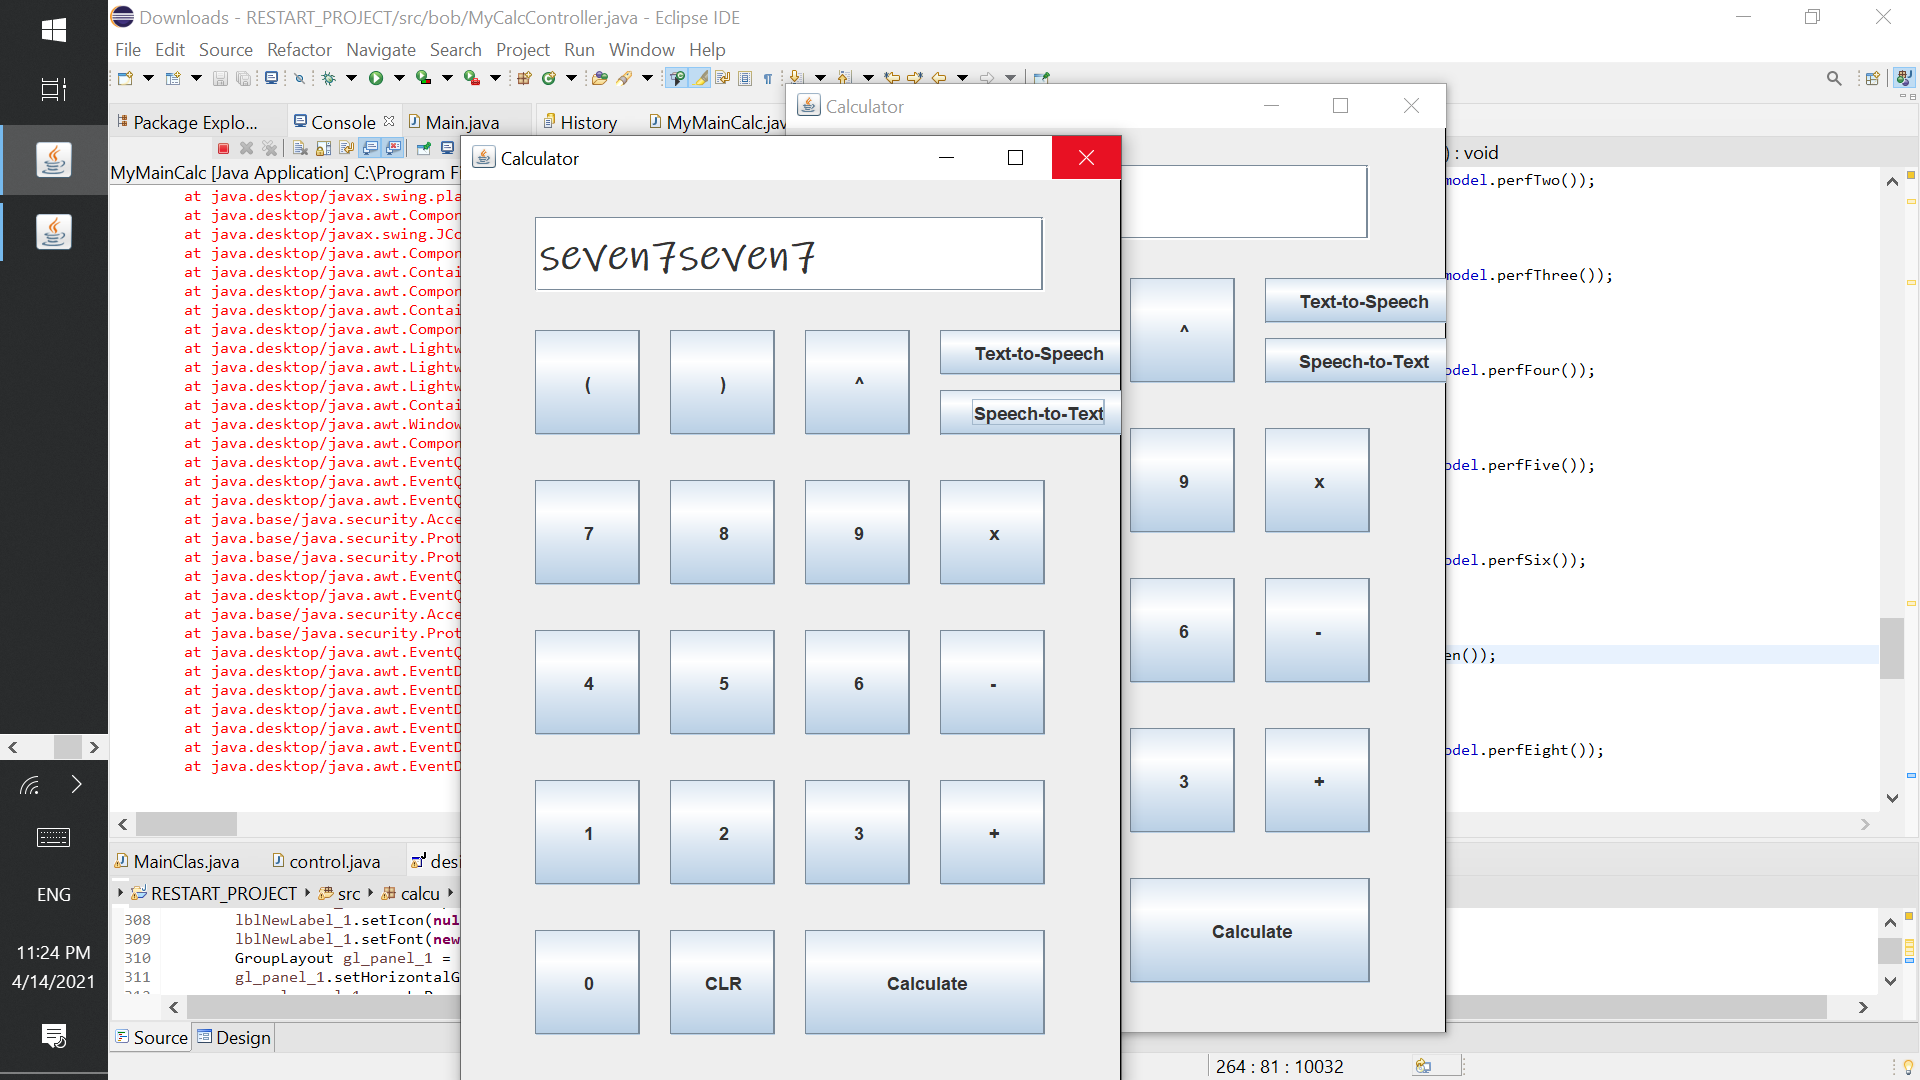 Downloads - RESTART_PROJECT/src/bob/MyCalcController.java - Eclipse IDE
File Edit Source Refactor Navigate Search Project Run Window Help
Package Explo... Console Main.java History MyMainCalc.jav
MyMainCalc [Java Application] C:\Program F
at java.desktop/javax.swing.pla
at java.desktop/java.awt.Compon
at java.desktop/javax.swing.JCo
at java.desktop/java.awt.Compon
at java.desktop/java.awt.Contai
at java.desktop/java.awt.Compon
at java.desktop/java.awt.Contai
at java.desktop/java.awt.Compon
at java.desktop/java.awt.Lightw
at java.desktop/java.awt.Lightw
at java.desktop/java.awt.Lightw
at java.desktop/java.awt.Contai
at java.desktop/java.awt.Window
at java.desktop/java.awt.Compon
at java.desktop/java.awt.EventQ
at java.desktop/java.awt.EventQ
at java.desktop/java.awt.EventQ
at java.base/java.security.Acce
at java.base/java.security.Prot
at java.base/java.security.Prot
at java.desktop/java.awt.EventQ
at java.desktop/java.awt.EventQ
at java.base/java.security.Acce
at java.base/java.security.Prot
at java.desktop/java.awt.EventQ
at java.desktop/java.awt.EventD
at java.desktop/java.awt.EventD
at java.desktop/java.awt.EventD
at java.desktop/java.awt.EventD
at java.desktop/java.awt.EventD
at java.desktop/java.awt.EventD
Calculator
seven7seven7
( ) ^ Text-to-Speech
Speech-to-Text
7 8 9 x
4 5 6 -
1 2 3 +
0 CLR Calculate
Calculator
^ Text-to-Speech
Speech-to-Text
9 x
6 -
3 +
Calculate
) : void
model.perfTwo());
model.perfThree());
odel.perfFour());
odel.perfFive());
odel.perfSix());
en());
odel.perfEight());
MainClas.java control.java des
RESTART_PROJECT src calcu
308 lblNewLabel_1.setIcon(nul
309 lblNewLabel_1.setFont(new
310 GroupLayout gl_panel_1 =
311 gl_panel_1.setHorizontalG
Source Design
264 : 81 : 10032
ENG
11:24 PM
4/14/2021